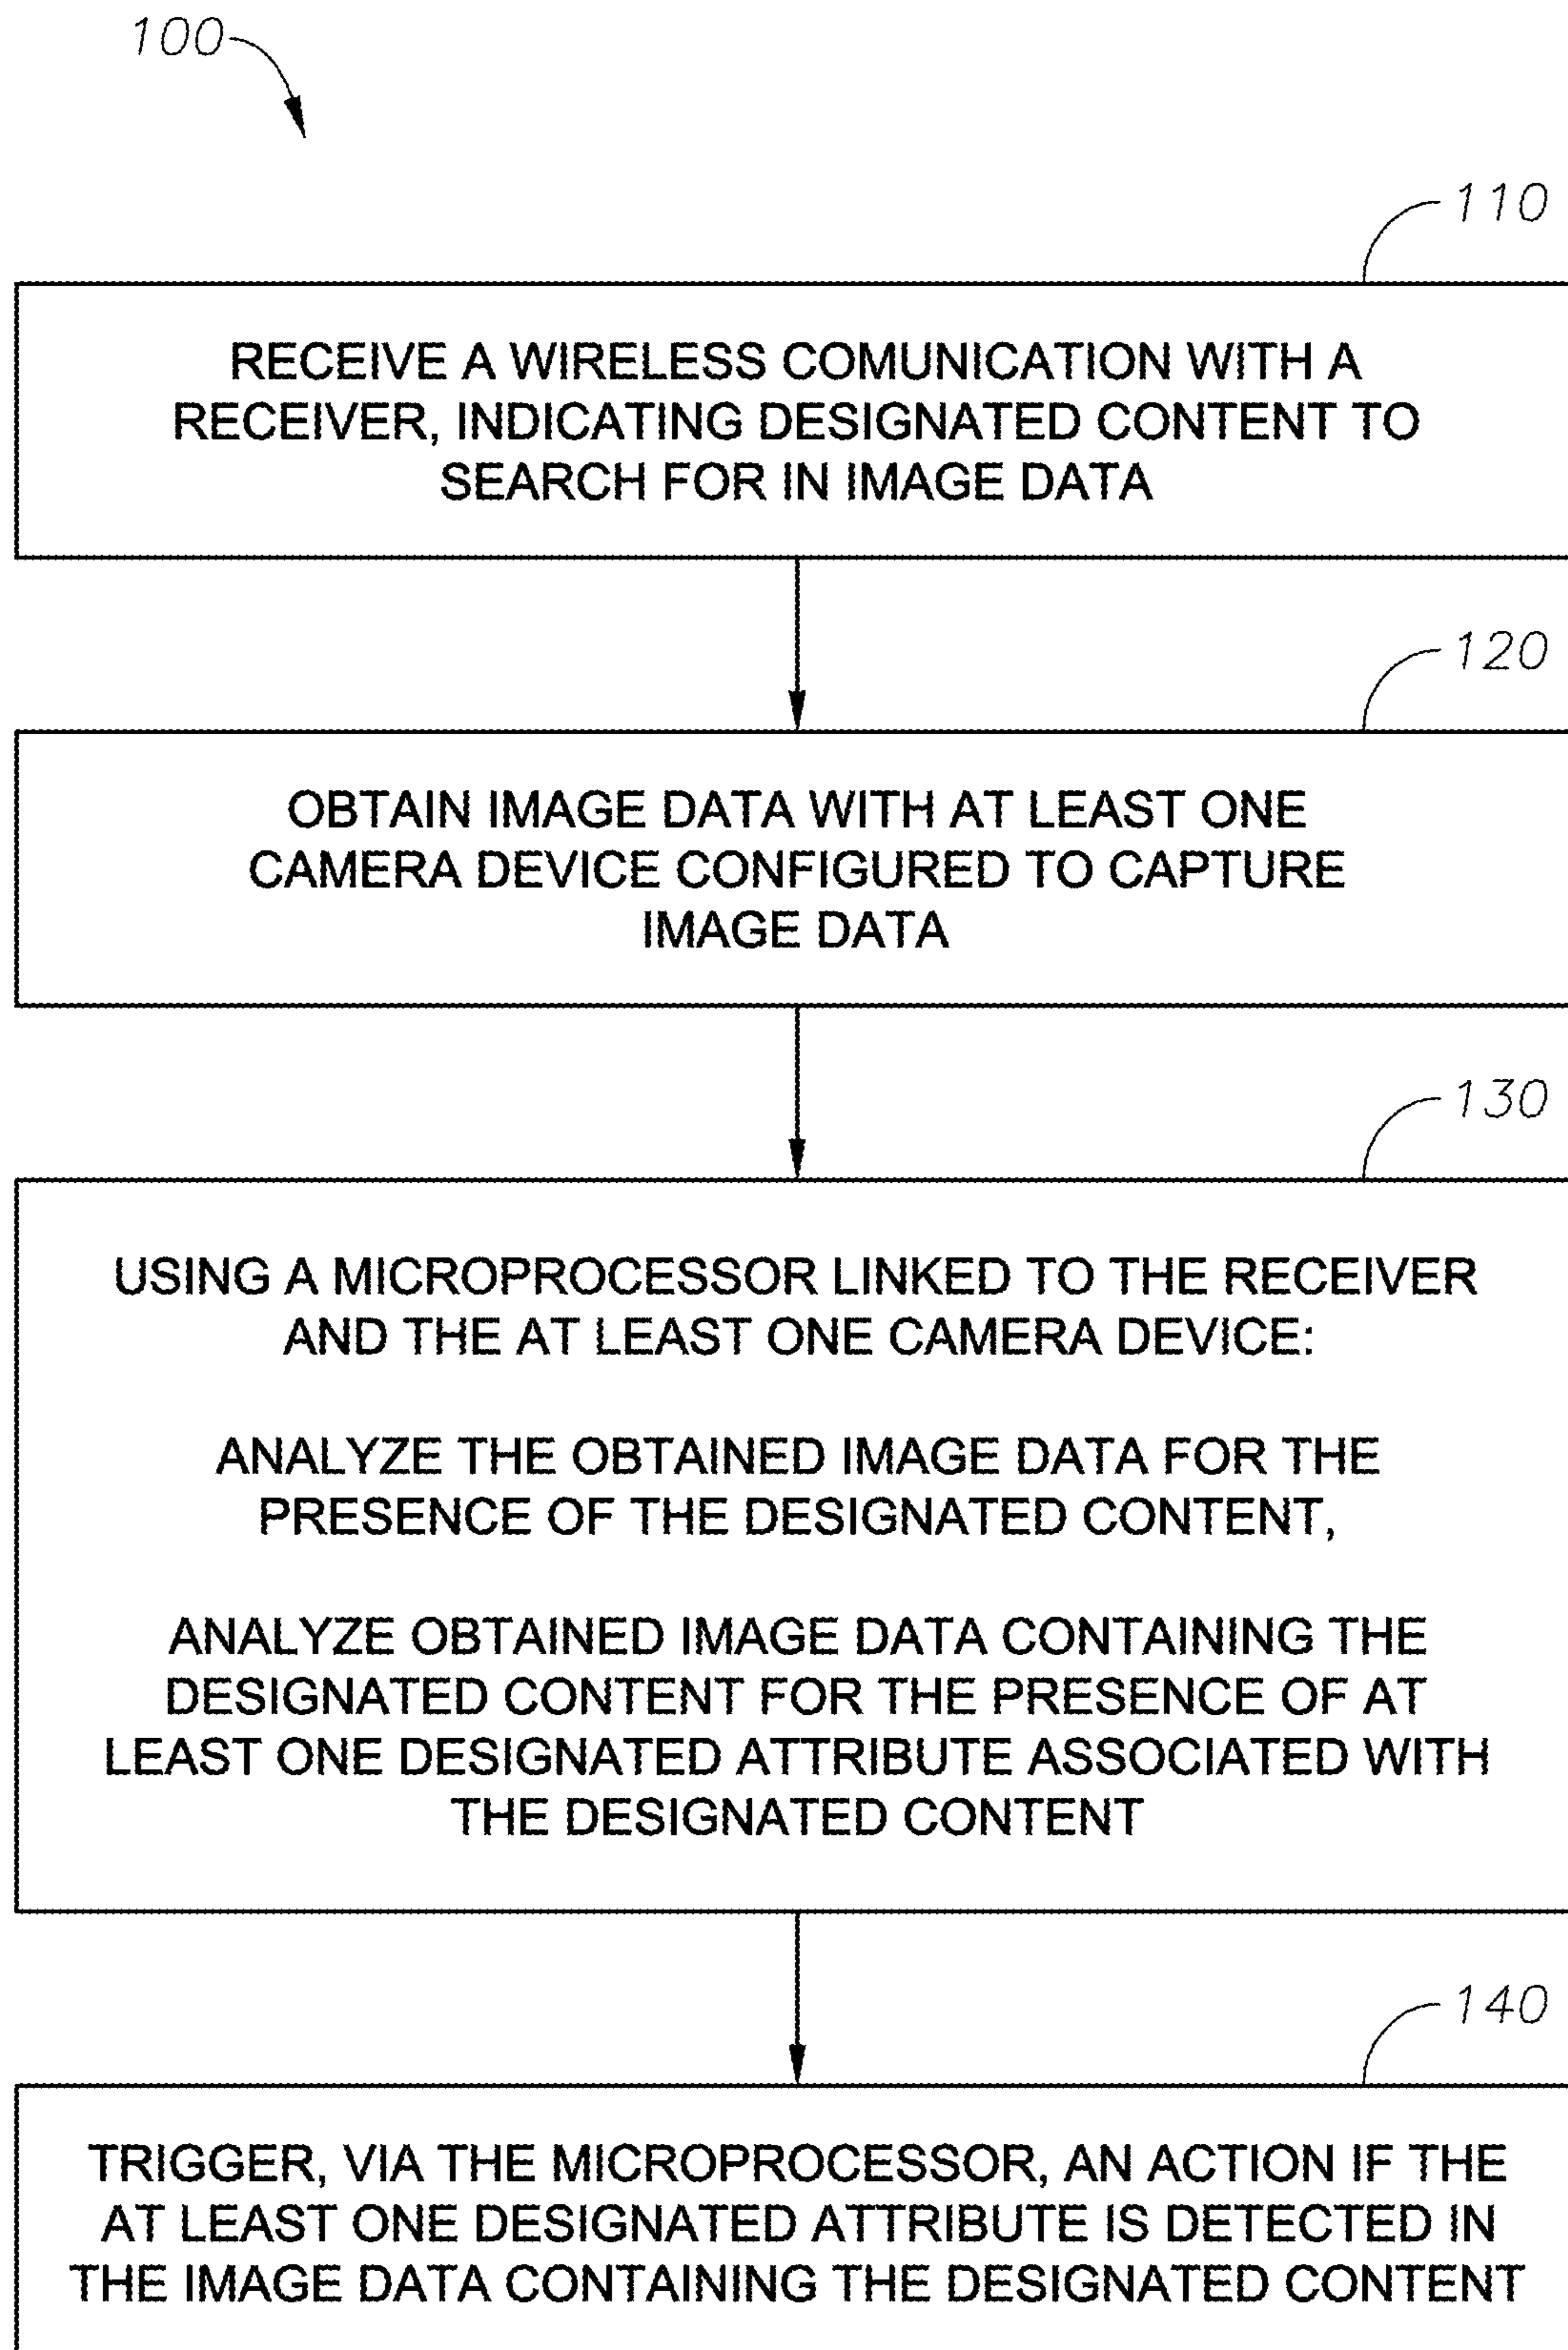 100
110
RECEIVE A WIRELESS COMUNICATION WITH A
RECEIVER, INDICATING DESIGNATED CONTENT TO
SEARCH FOR IN IMAGE DATA
120
OBTAIN IMAGE DATA WITH AT LEAST ONE
CAMERA DEVICE CONFIGURED TO CAPTURE
IMAGE DATA
130
USING A MICROPROCESSOR LINKED TO THE RECEIVER
AND THE AT LEAST ONE CAMERA DEVICE:
ANALYZE THE OBTAINED IMAGE DATA FOR THE
PRESENCE OF THE DESIGNATED CONTENT,
ANALYZE OBTAINED IMAGE DATA CONTAINING THE
DESIGNATED CONTENT FOR THE PRESENCE OF AT
LEAST ONE DESIGNATED ATTRIBUTE ASSOCIATED WITH
THE DESIGNATED CONTENT
140
TRIGGER, VIA THE MICROPROCESSOR, AN ACTION IF THE
AT LEAST ONE DESIGNATED ATTRIBUTE IS DETECTED IN
THE IMAGE DATA CONTAINING THE DESIGNATED CONTENT